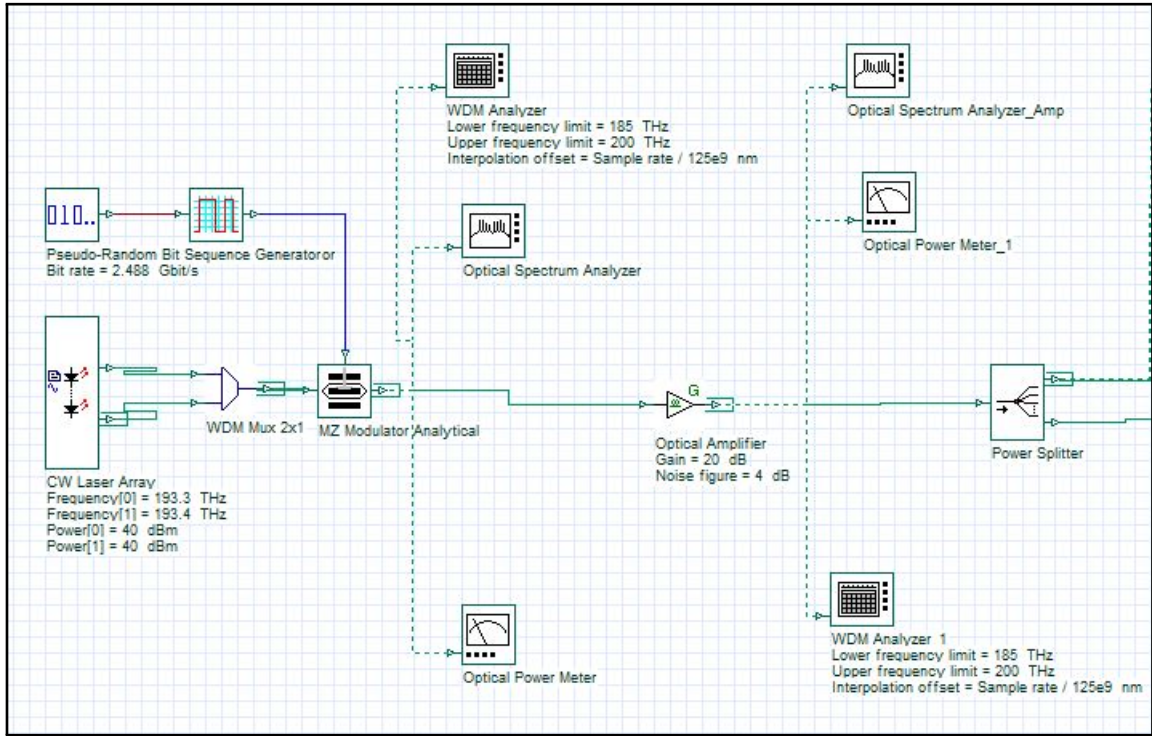 WDM Analyzer
Lower frequency limit = 185 THz
Upper frequency limit = 200 THz
Interpolation offset = Sample rate / 125e9 nm
Optical Spectrum Analyzer_Amp
010..
Pseudo-Random Bit Sequence Generatoror
Bit rate = 2.488 Gbit/s
Optical Spectrum Analyzer
Optical Power Meter_1
WDM Mux 2x1
MZ Modulator Analytical
G
Optical Amplifier
Gain = 20 dB
Noise figure = 4 dB
Power Splitter
CW Laser Array
Frequency[0] = 193.3 THz
Frequency[1] = 193.4 THz
Power[0] = 40 dBm
Power[1] = 40 dBm
Optical Power Meter
WDM Analyzer_1
Lower frequency limit = 185 THz
Upper frequency limit = 200 THz
Interpolation offset = Sample rate / 125e9 nm